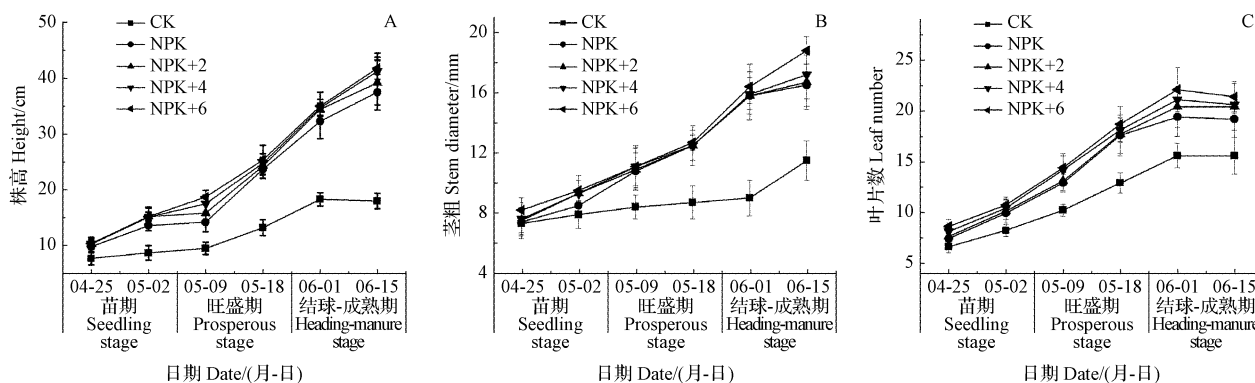 A
株高 Height/cm
50
40
30
20
10
CK
NPK
NPK+2
NPK+4
NPK+6
04-25 05-02 05-09 05-18 06-01 06-15
苗期 旺盛期 结球-成熟期
Seedling Prosperous Heading-manure
stage stage stage
日期 Date/(月-日)
B
茎粗 Stem diameter/mm
20
16
12
8
4
CK
NPK
NPK+2
NPK+4
NPK+6
04-25 05-02 05-09 05-18 06-01 06-15
苗期 旺盛期 结球-成熟期
Seedling Prosperous Heading-manure
stage stage stage
日期 Date/(月-日)
C
叶片数 Leaf number
25
20
15
10
5
CK
NPK
NPK+2
NPK+4
NPK+6
04-25 05-02 05-09 05-18 06-01 06-15
苗期 旺盛期 结球-成熟期
Seedling Prosperous Heading-manure
stage stage stage
日期 Date/(月-日)